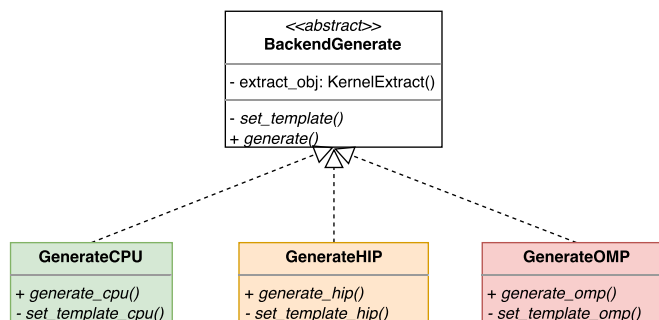 <<abstract>>
BackendGenerate
- extract_obj: KernelExtract()
- set_template()
+ generate()
GenerateCPU
+ generate_cpu()
- set_template_cpu()
GenerateHIP
+ generate_hip()
- set_template_hip()
GenerateOMP
+ generate_omp()
- set_template_omp()